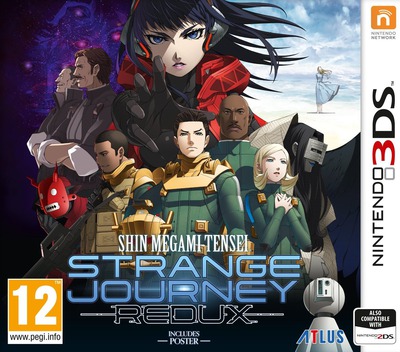 NINTENDO
NETWORK
NINTENDO 3DS™
SHIN MEGAMI TENSEI
STRANGE
JOURNEY
REDUX
INCLUDES
POSTER
12
www.pegi.info
ATLUS
ALSO
COMPATIBLE
WITH
NINTENDO 2DS